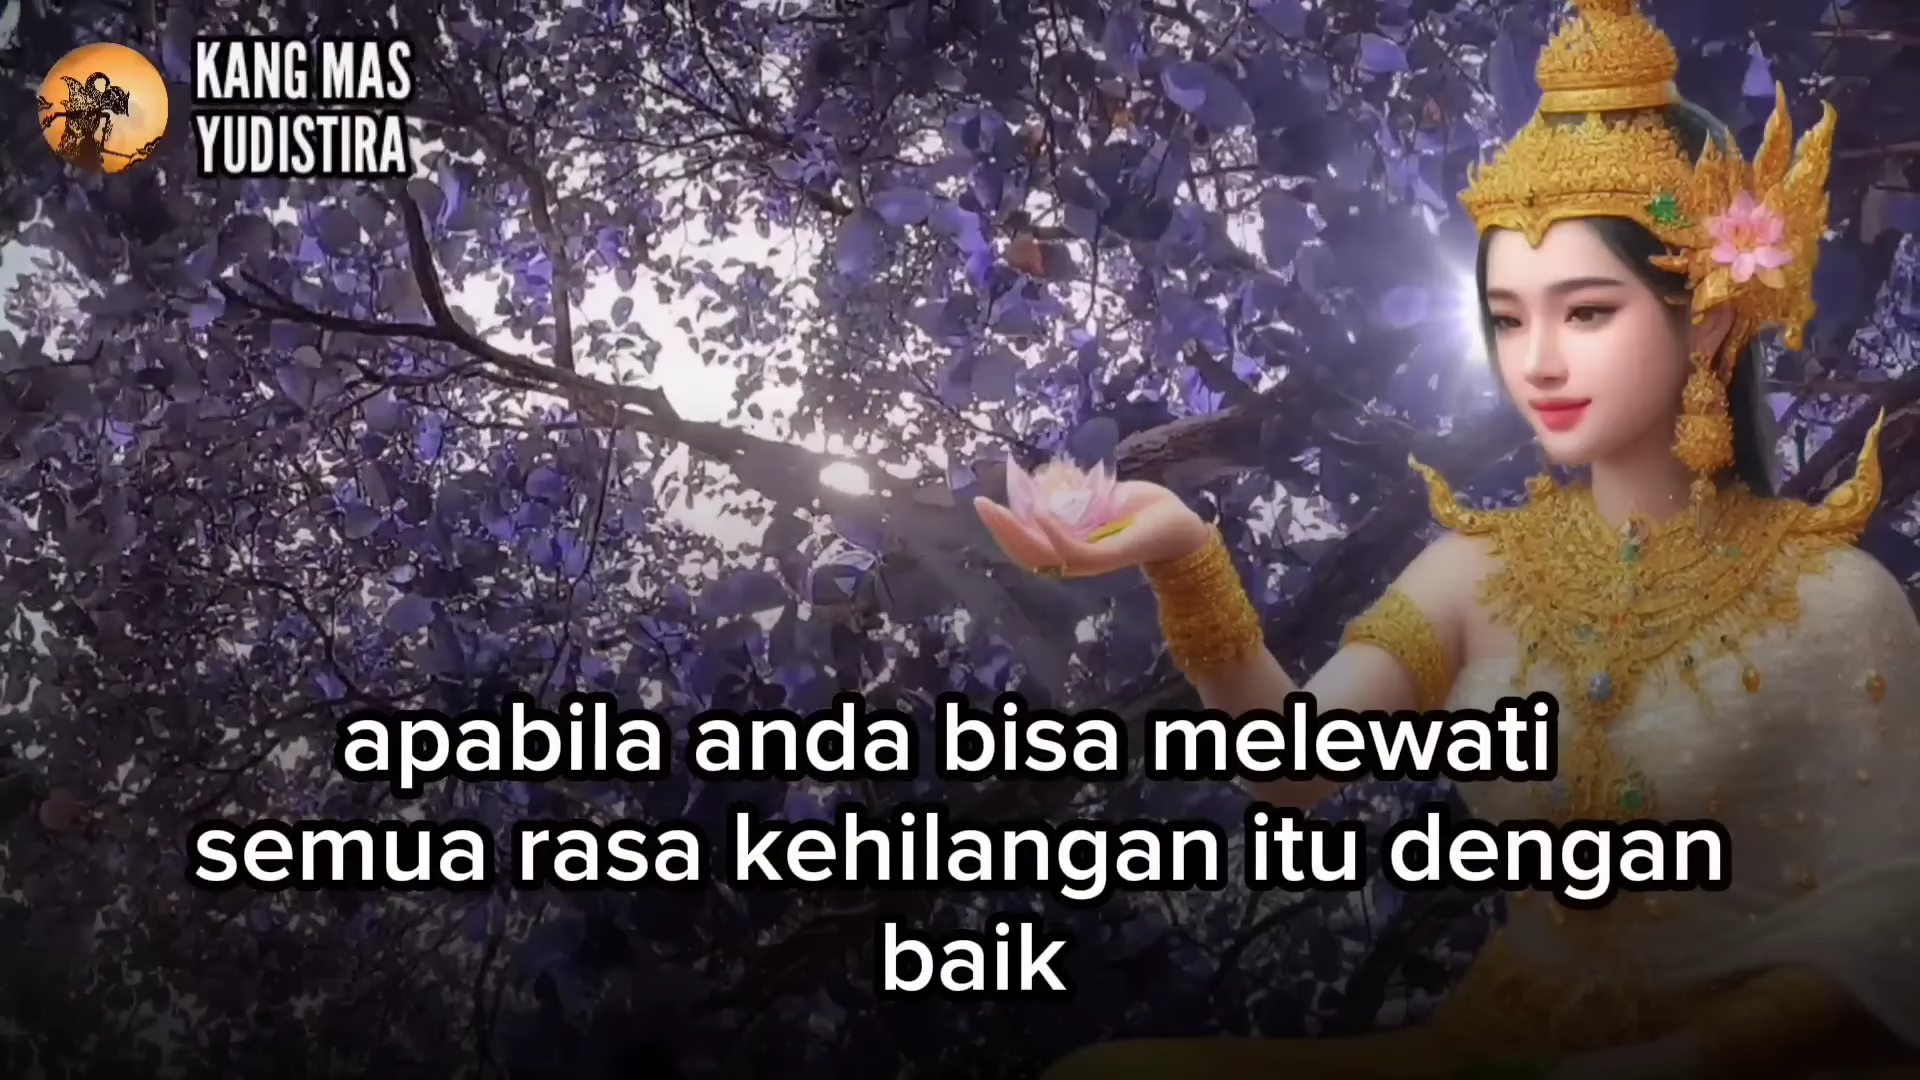 KANG MAS
YUDISTIRA
apabila anda bisa melewati
semua rasa kehilangan itu dengan
baik